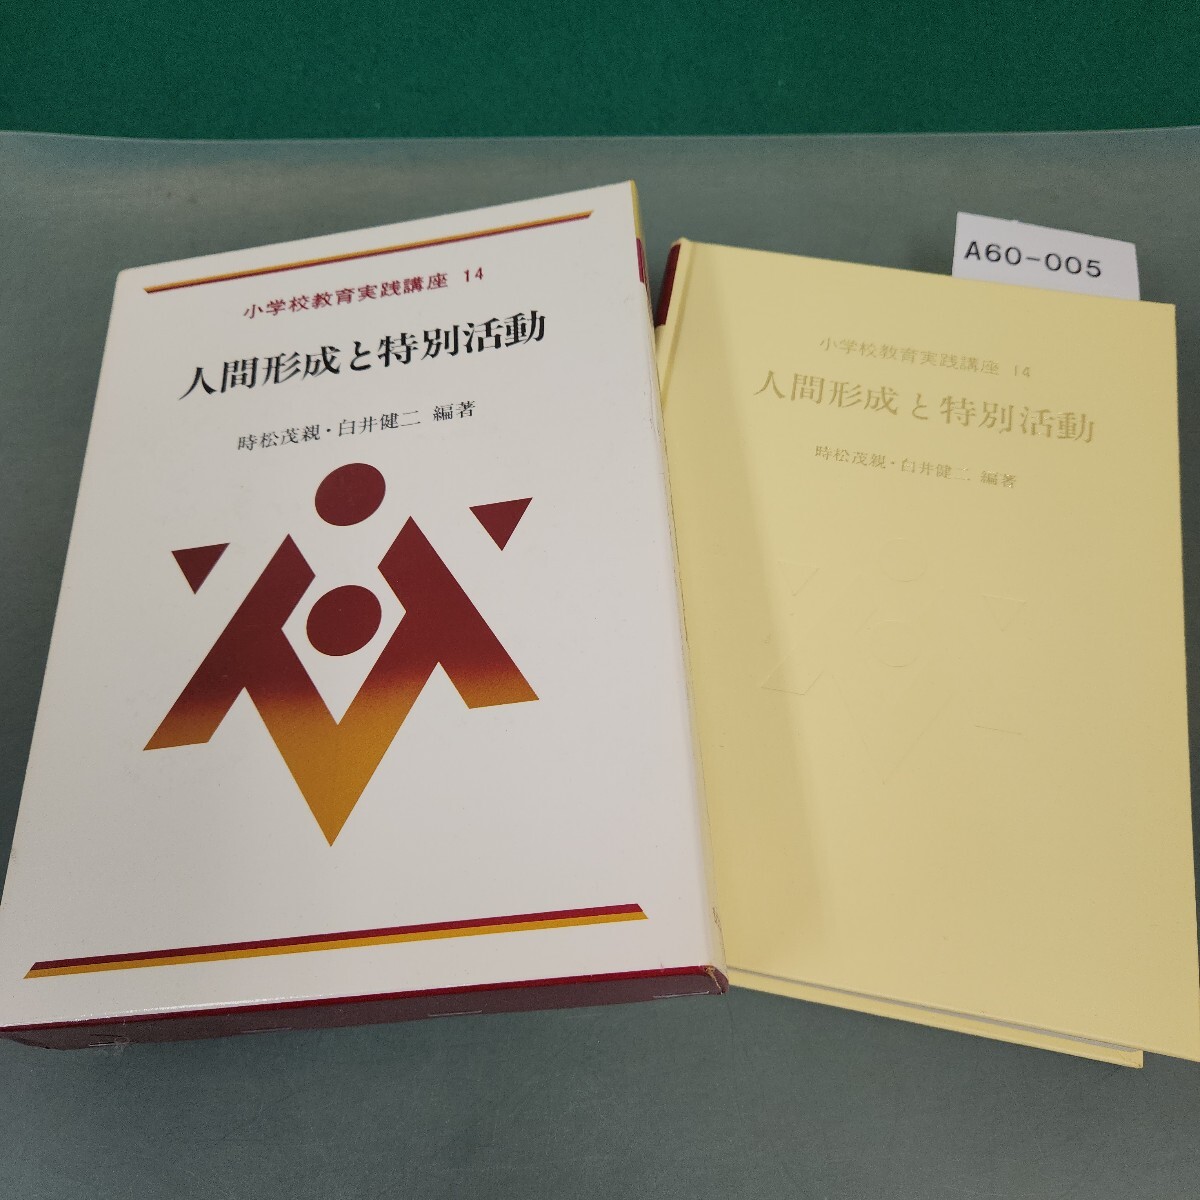 小学校教育実践講座 14
人間形成と特別活動
時松茂親・白井健二 編著
A60-005
小学校教育実践講座 14
人間形成と特別活動
時松茂親・白井健二 編著